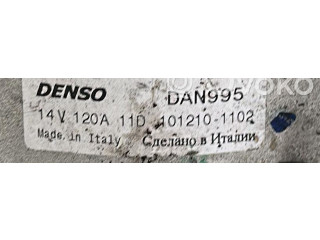 DENSO DAN995
14V 120A 11D 101210-1102
Made in Italy Сделано в Италии